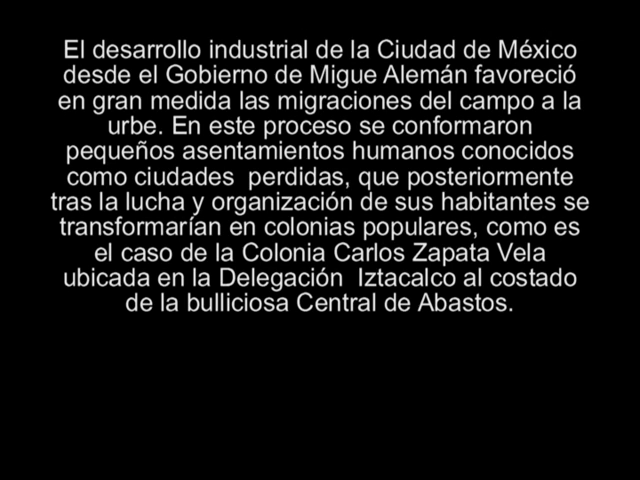 El desarrollo industrial de la Ciudad de México
desde el Gobierno de Migue Alemán favoreció
en gran medida las migraciones del campo a la
urbe. En este proceso se conformaron
pequeños asentamientos humanos conocidos
como ciudades  perdidas, que posteriormente
tras la lucha y organización de sus habitantes se
transformarían en colonias populares, como es
el caso de la Colonia Carlos Zapata Vela
ubicada en la Delegación  Iztacalco al costado
de la bulliciosa Central de Abastos.